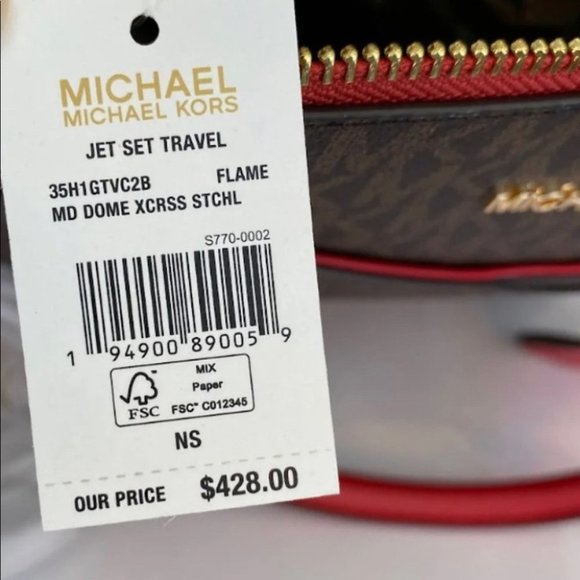 MICHAEL
MICHAEL KORS
JET SET TRAVEL
35H1GTVC2B FLAME
MD DOME XCRSS STCHL
S770-0002
1 94900 89005 9
FSC
MIX
Paper
FSC™ C012345
NS
OUR PRICE $428.00